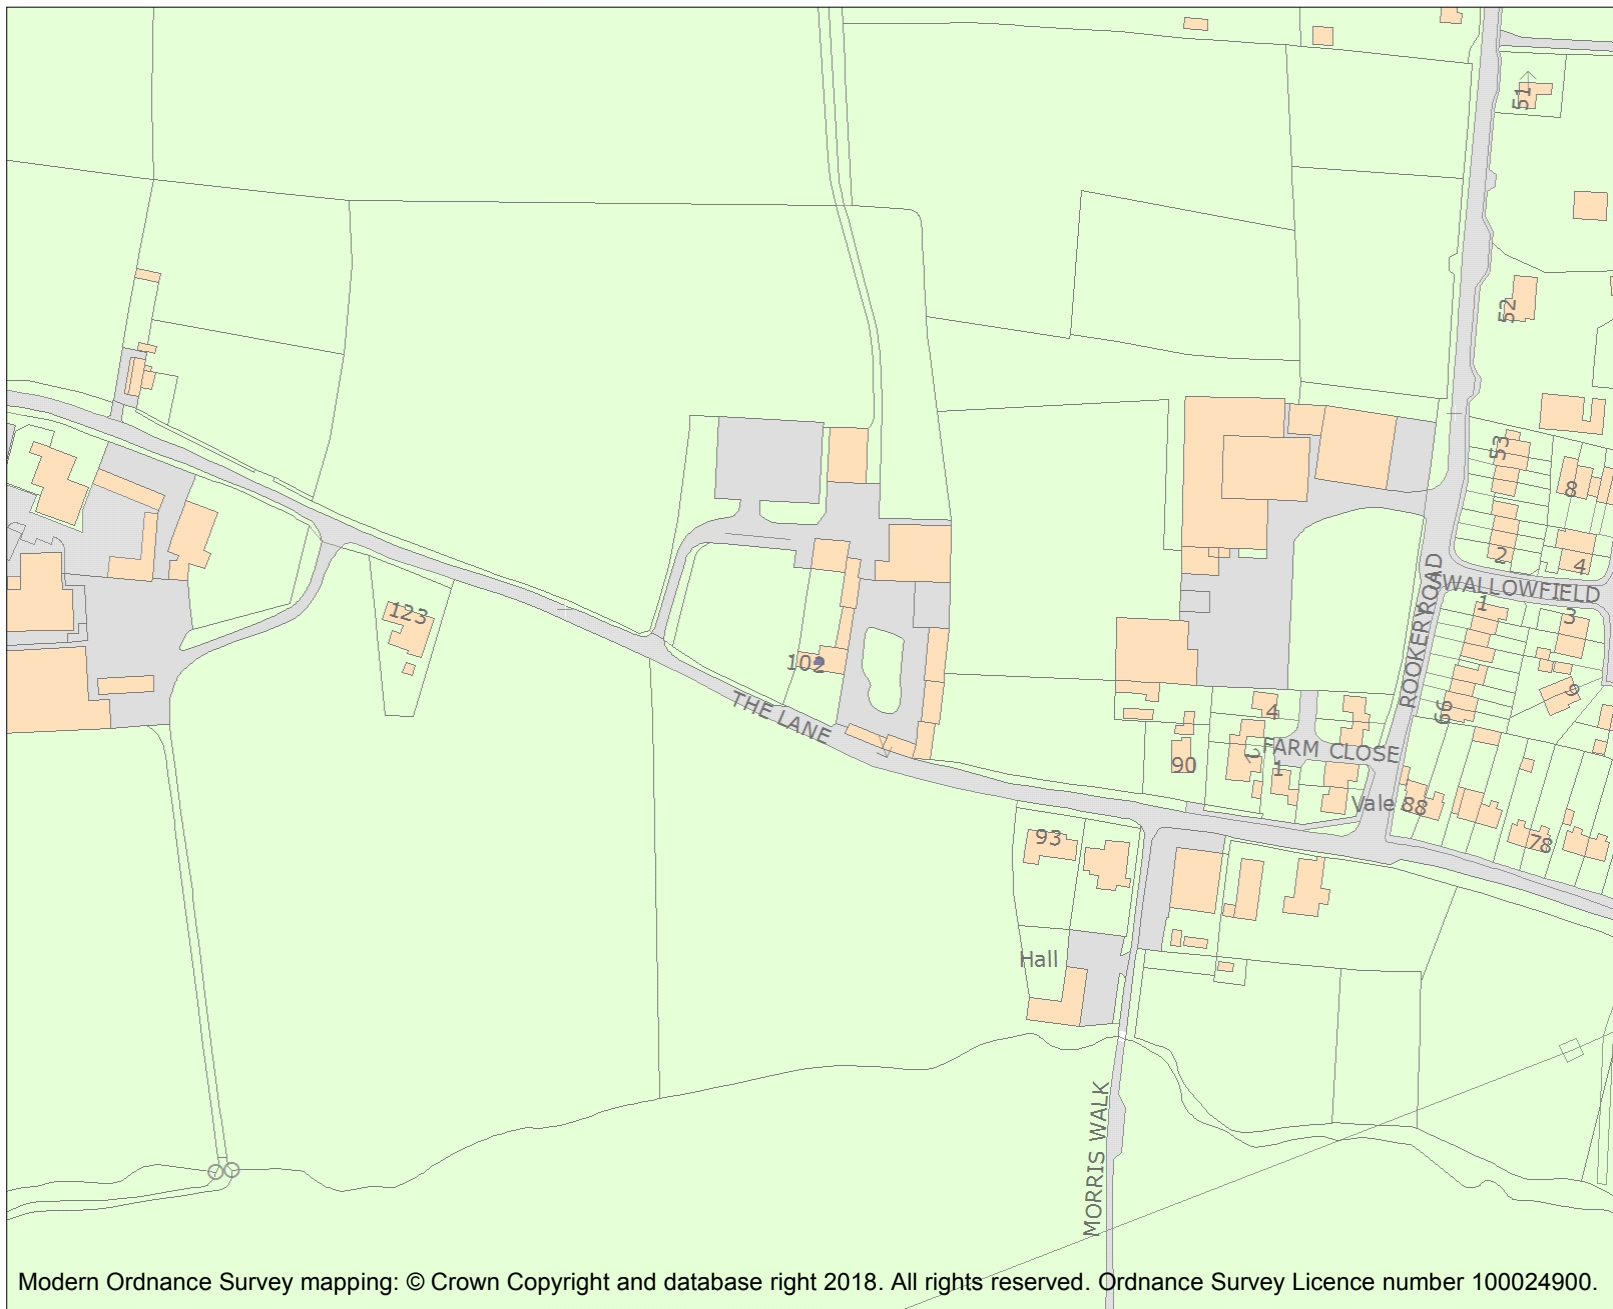 51
52
53
8
2
4
SWALLOWFIELD
1
3
ROOKERY ROAD
9
66
123
102
THE LANE
4
FARM CLOSE
2
1
90
Vale 88
78
93
Hall
MORRIS WALK
Modern Ordnance Survey mapping: © Crown Copyright and database right 2018. All rights reserved. Ordnance Survey Licence number 100024900.